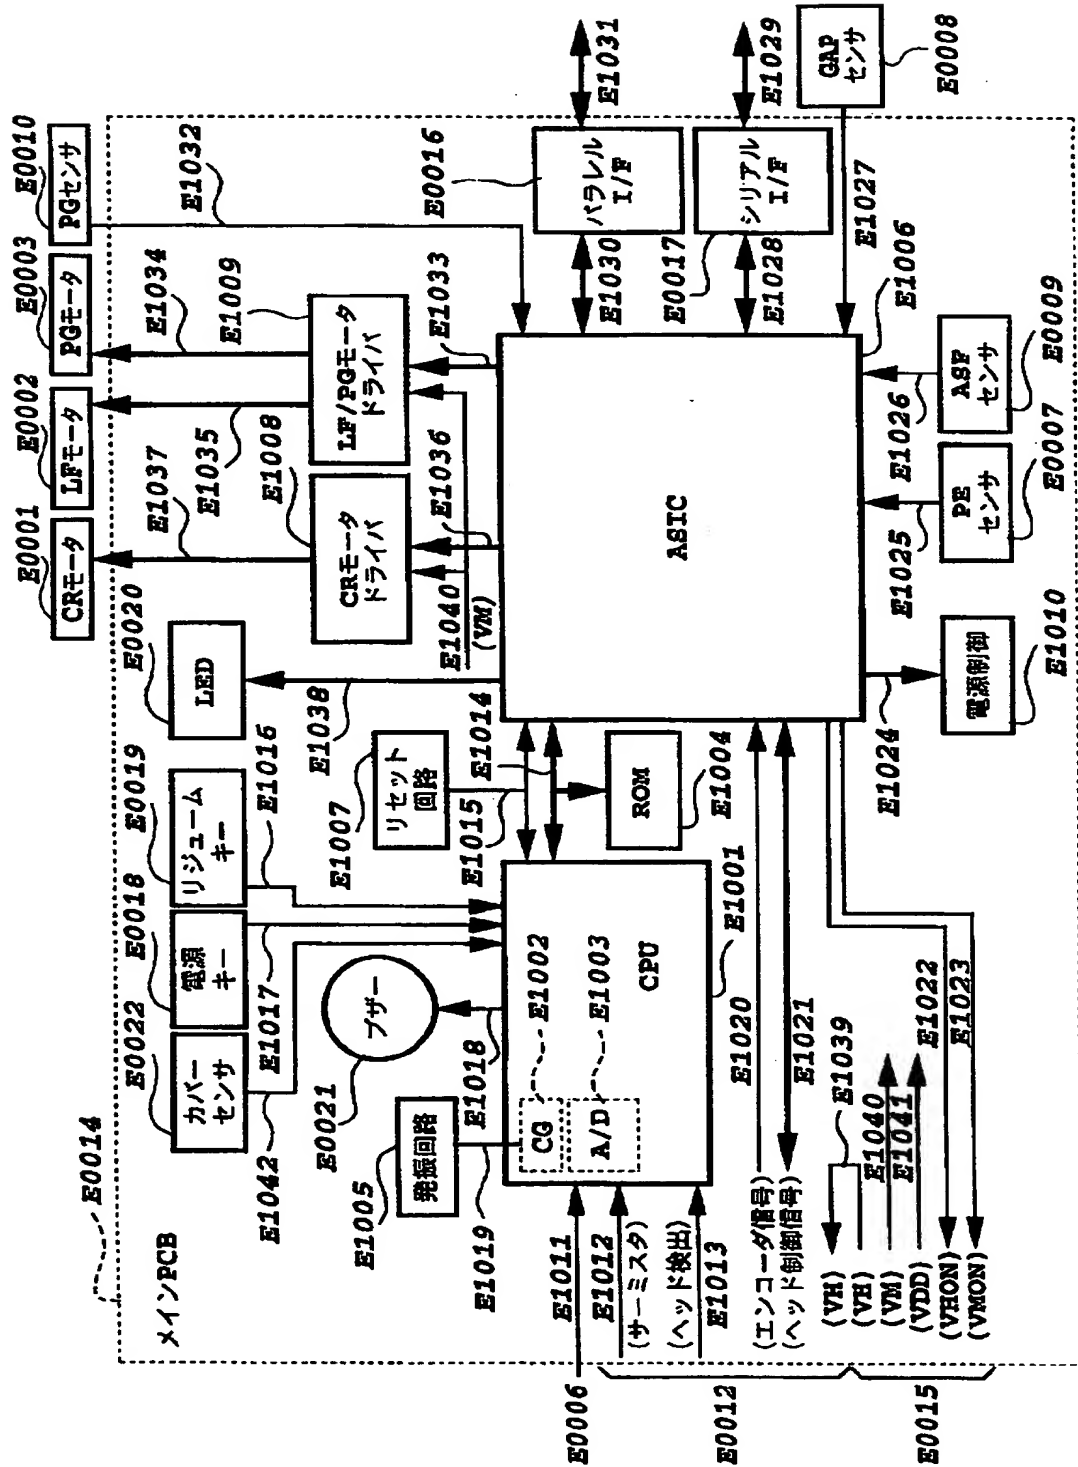 E0014
メインPCB
E0022
カバー
センサ
E1042
E0018
電源
キー
E1017
E0019
リジューム
キー
E1016
E0020
LED
E1038
E0001
CRモータ
E1037
E0002
LFモータ
E1035
E0003
PGモータ
E1034
E0010
PGセンサ
E1032
E1005
発振回路
E1019
E0021
ブザー
E1018
E1007
リセット
回路
E1015
E1014
E1008
CRモータ
ドライバ
E1036
E1040
(VM)
E1009
LF/PGモータ
ドライバ
E1033
E0016
パラレル
I/F
E1030
E1031
E0017
シリアル
I/F
E1028
E1029
GAP
センサ
E0008
E1027
CG
E1002
A/D
E1003
CPU
E1001
ROM
E1004
ASIC
E1006
E0006
E1011
E1012
(サーミスタ)
(ヘッド検出)
E1013
E0012
(エンコーダ信号)
E1020
(ヘッド制御信号)
E1021
E0015
(VH)
(VH)
E1039
(VM)
E1040
(VDD)
E1041
(VHON)
E1022
(VMON)
E1023
E1024
電源制御
E1010
E1025
PE
センサ
E0007
E1026
ASF
センサ
E0009